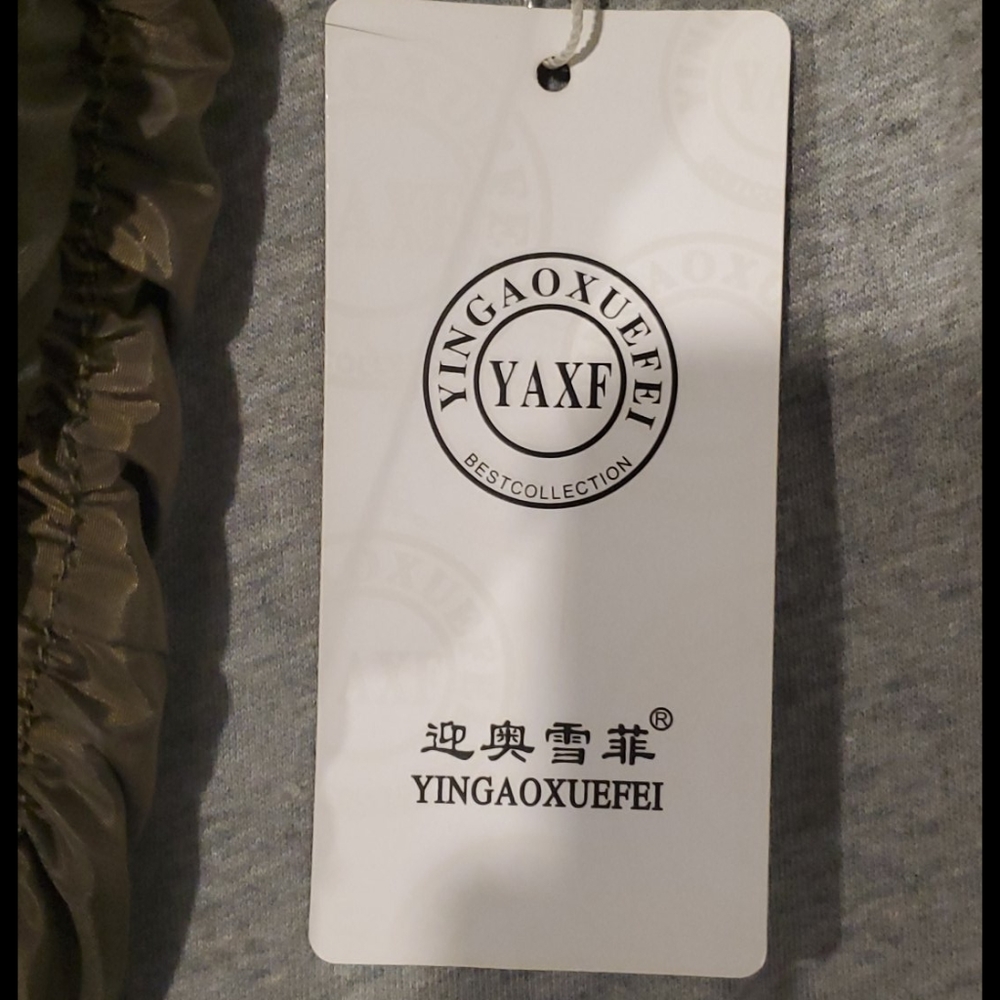 YINGAOXUEFEI
YAXF
BESTCOLLECTION
迎奥雪菲®
YINGAOXUEFEI